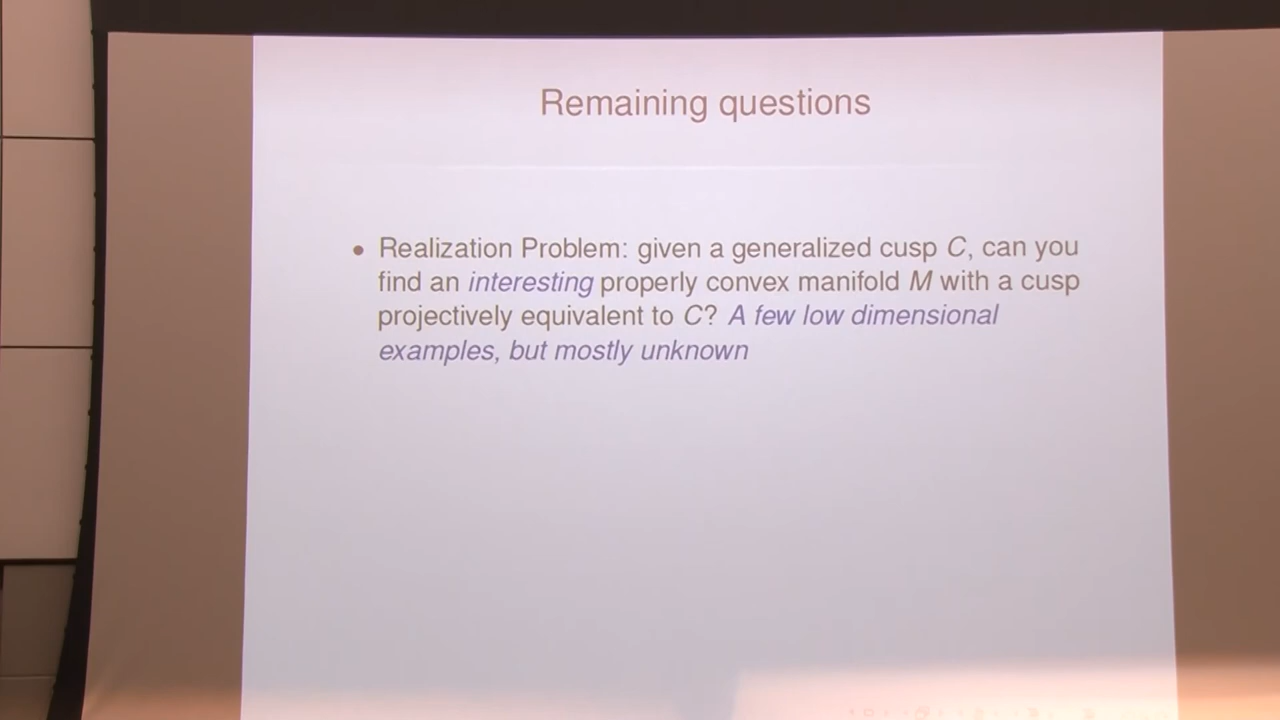 Remaining questions
• Realization Problem: given a generalized cusp C, can you
find an interesting properly convex manifold M with a cusp
projectively equivalent to C? A few low dimensional
examples, but mostly unknown